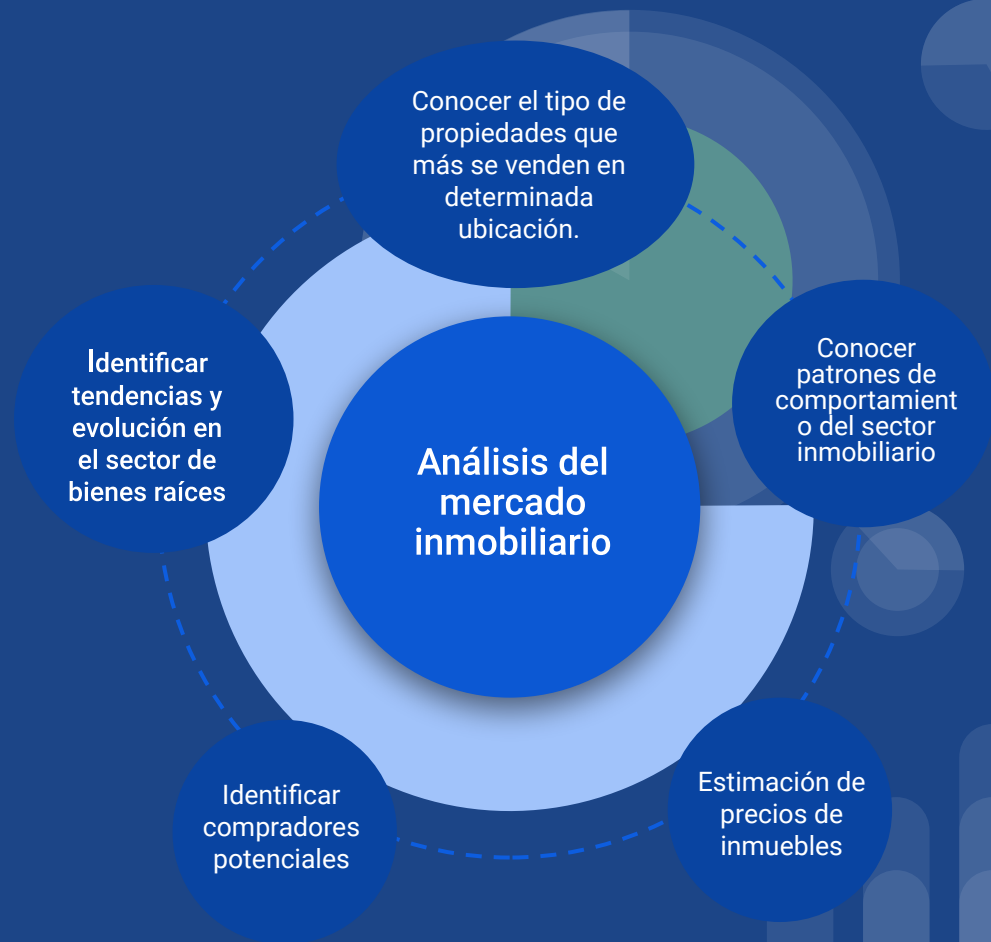 Conocer el tipo de
propiedades que
más se venden en
determinada
ubicación.
Identificar
tendencias y
evolución en
el sector de
bienes raíces
Conocer
patrones de
comportamient
o del sector
inmobiliario
Análisis del
mercado
inmobiliario
Identificar
compradores
potenciales
Estimación de
precios de
inmuebles